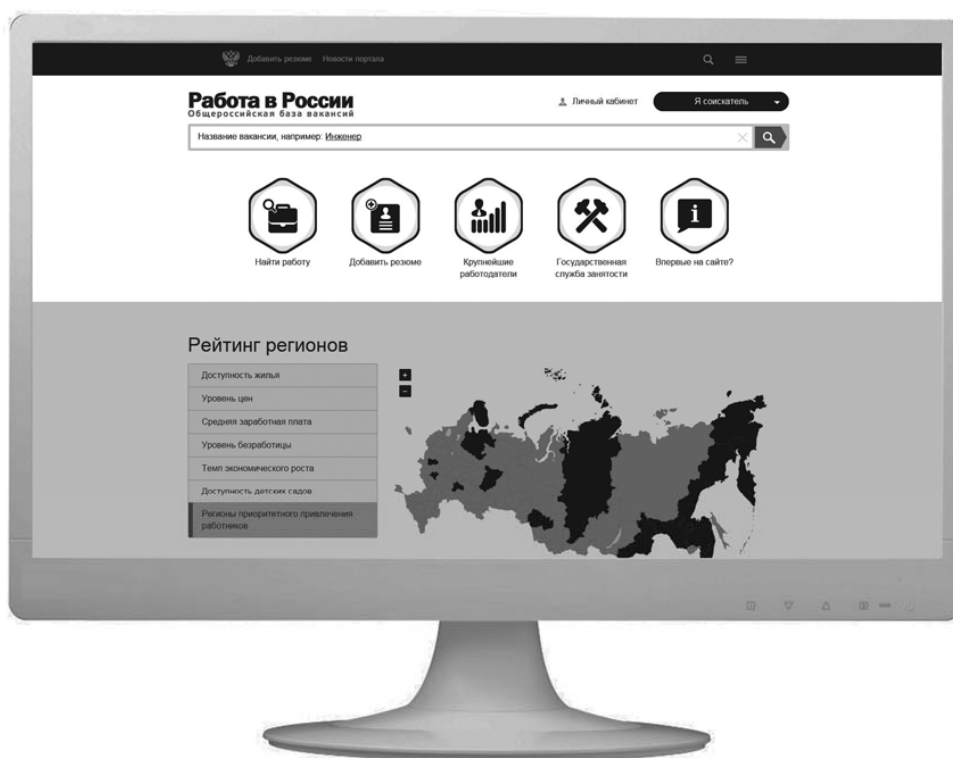 Добавить резюме Новости портала
Работа в России
Общероссийская база вакансий
Личный кабинет
Я соискатель
Название вакансии, например: Инженер
Найти работу
Добавить резюме
Крупнейшие
работодатели
Государственная
служба занятости
Впервые на сайте?
Рейтинг регионов
Доступность жилья
Уровень цен
Средняя заработная плата
Уровень безработицы
Темп экономического роста
Доступность детских садов
Регионы приоритетного привлечения
работников